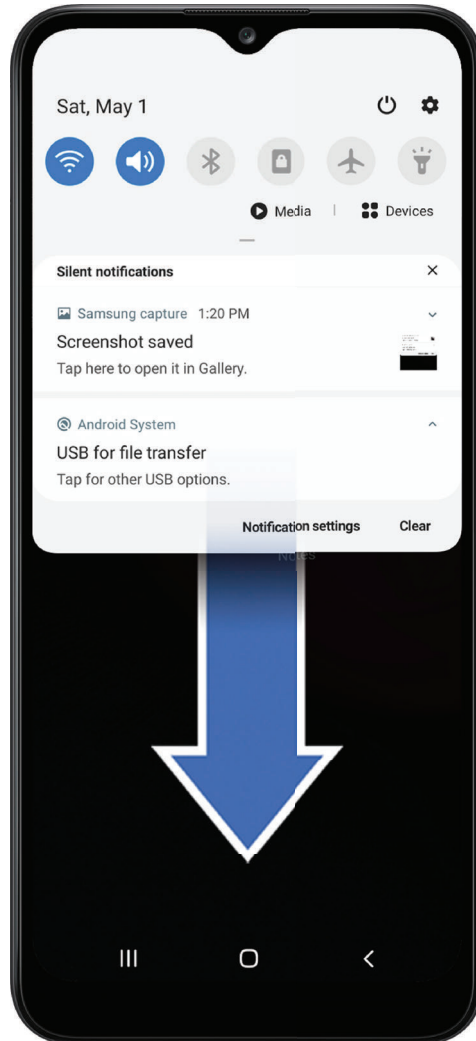 Sat, May 1
Media | Devices
Silent notifications
Samsung capture 1:20 PM
Screenshot saved
Tap here to open it in Gallery.
Android System
USB for file transfer
Tap for other USB options.
Notification settings Clear
Notes